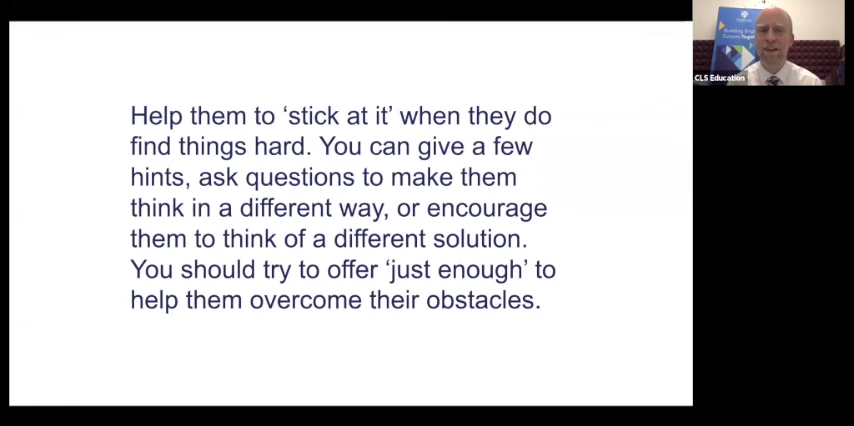 Help them to ‘stick at it’ when they do
find things hard. You can give a few
hints, ask questions to make them
think in a different way, or encourage
them to think of a different solution.
You should try to offer ‘just enough’ to
help them overcome their obstacles.
Building
Futures
CLS Education